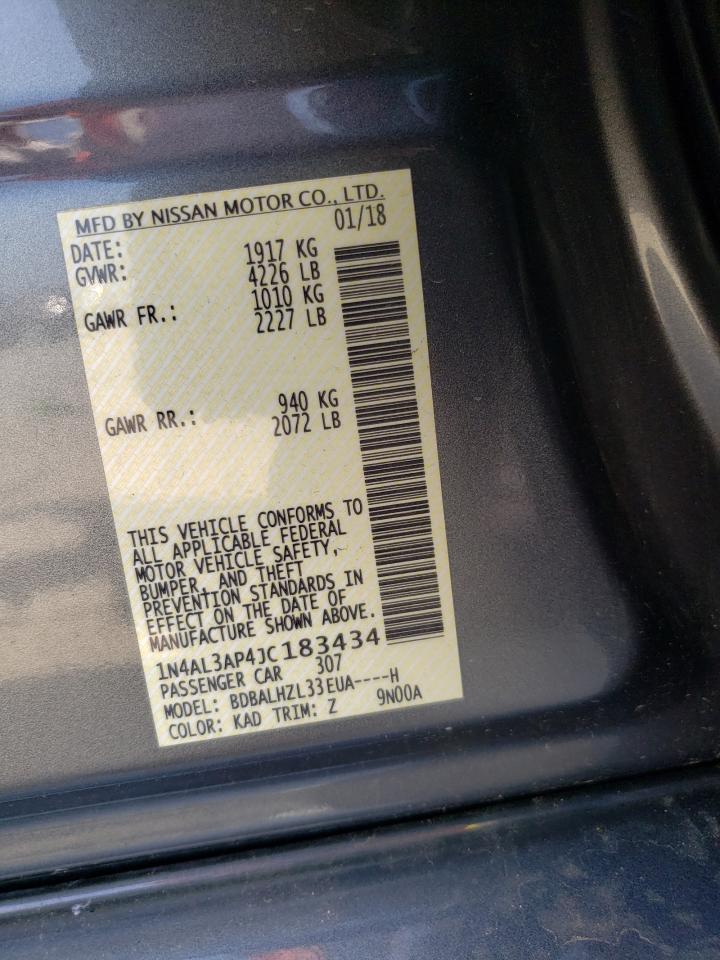 MFD BY NISSAN MOTOR CO., LTD.
DATE: 01/18
GVWR: 1917 KG
4226 LB
GAWR FR.: 1010 KG
2227 LB
GAWR RR.: 940 KG
2072 LB
THIS VEHICLE CONFORMS TO
ALL APPLICABLE FEDERAL
MOTOR VEHICLE SAFETY,
BUMPER, AND THEFT
PREVENTION STANDARDS IN
EFFECT ON THE DATE OF
MANUFACTURE SHOWN ABOVE.
1N4AL3AP4JC183434
PASSENGER CAR 307
MODEL: BDBALHZL33EUA----H
COLOR: KAD TRIM: Z 9N00A